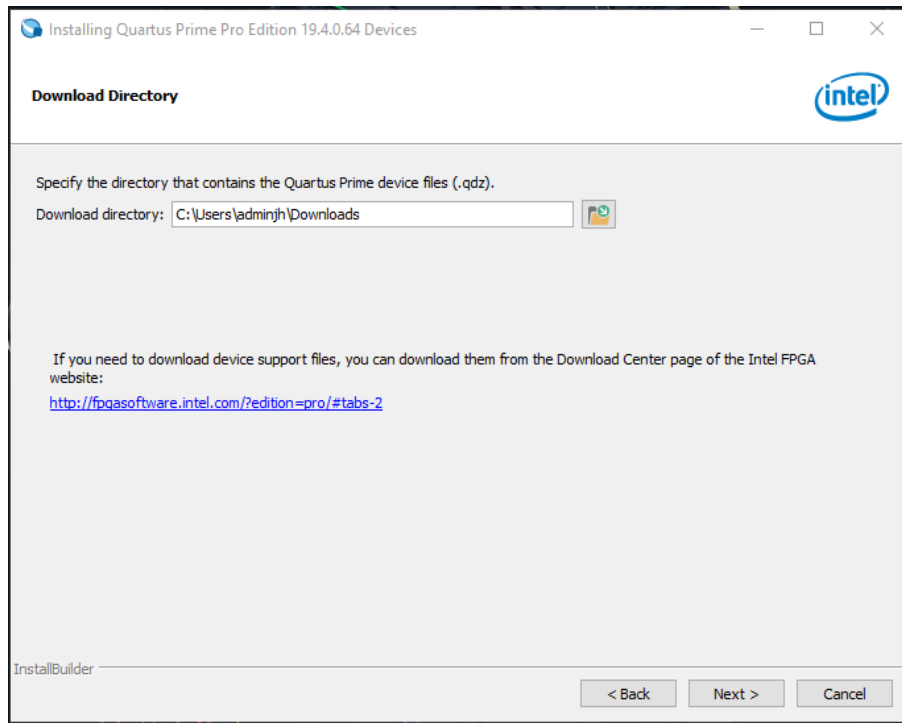 Installing Quartus Prime Pro Edition 19.4.0.64 Devices
Download Directory
intel
Specify the directory that contains the Quartus Prime device files (.qdz).
Download directory: C:\Users\adminjh\Downloads
If you need to download device support files, you can download them from the Download Center page of the Intel FPGA
website:
http://fpgasoftware.intel.com/?edition=pro/#tabs-2
InstallBuilder
< Back Next > Cancel